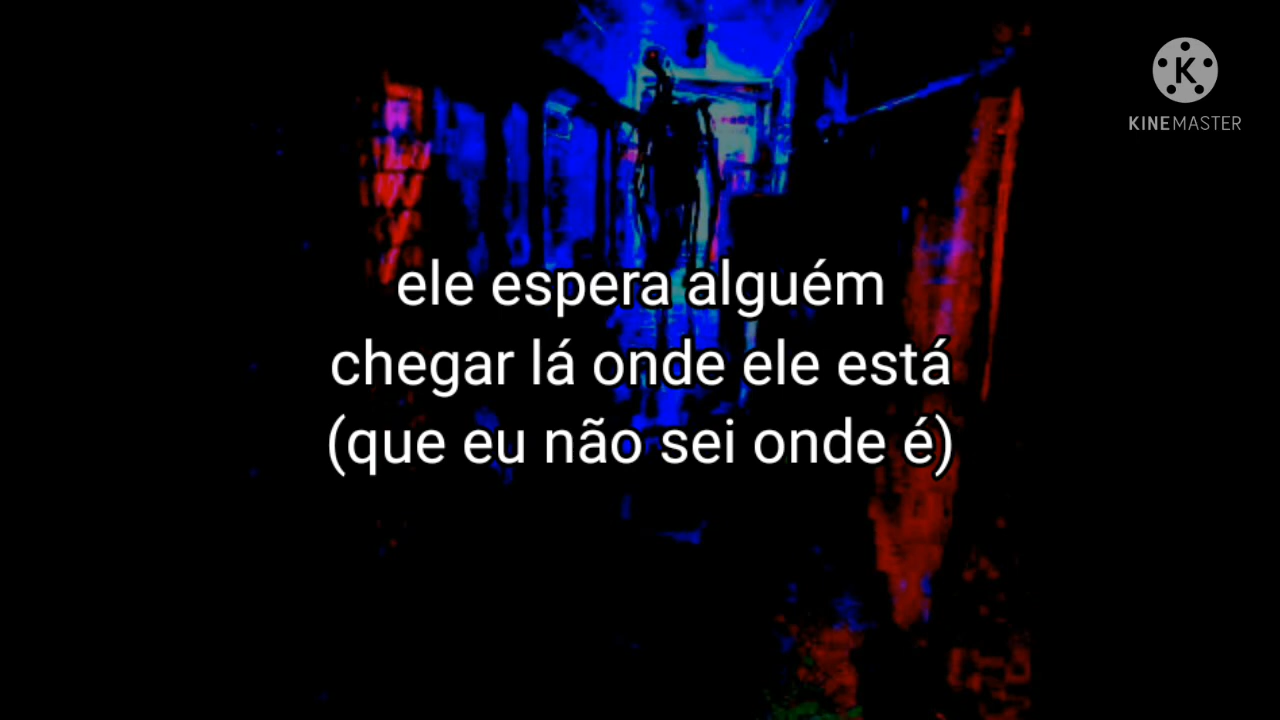 KINEMASTER
ele espera alguém
chegar lá onde ele está
(que eu não sei onde é)